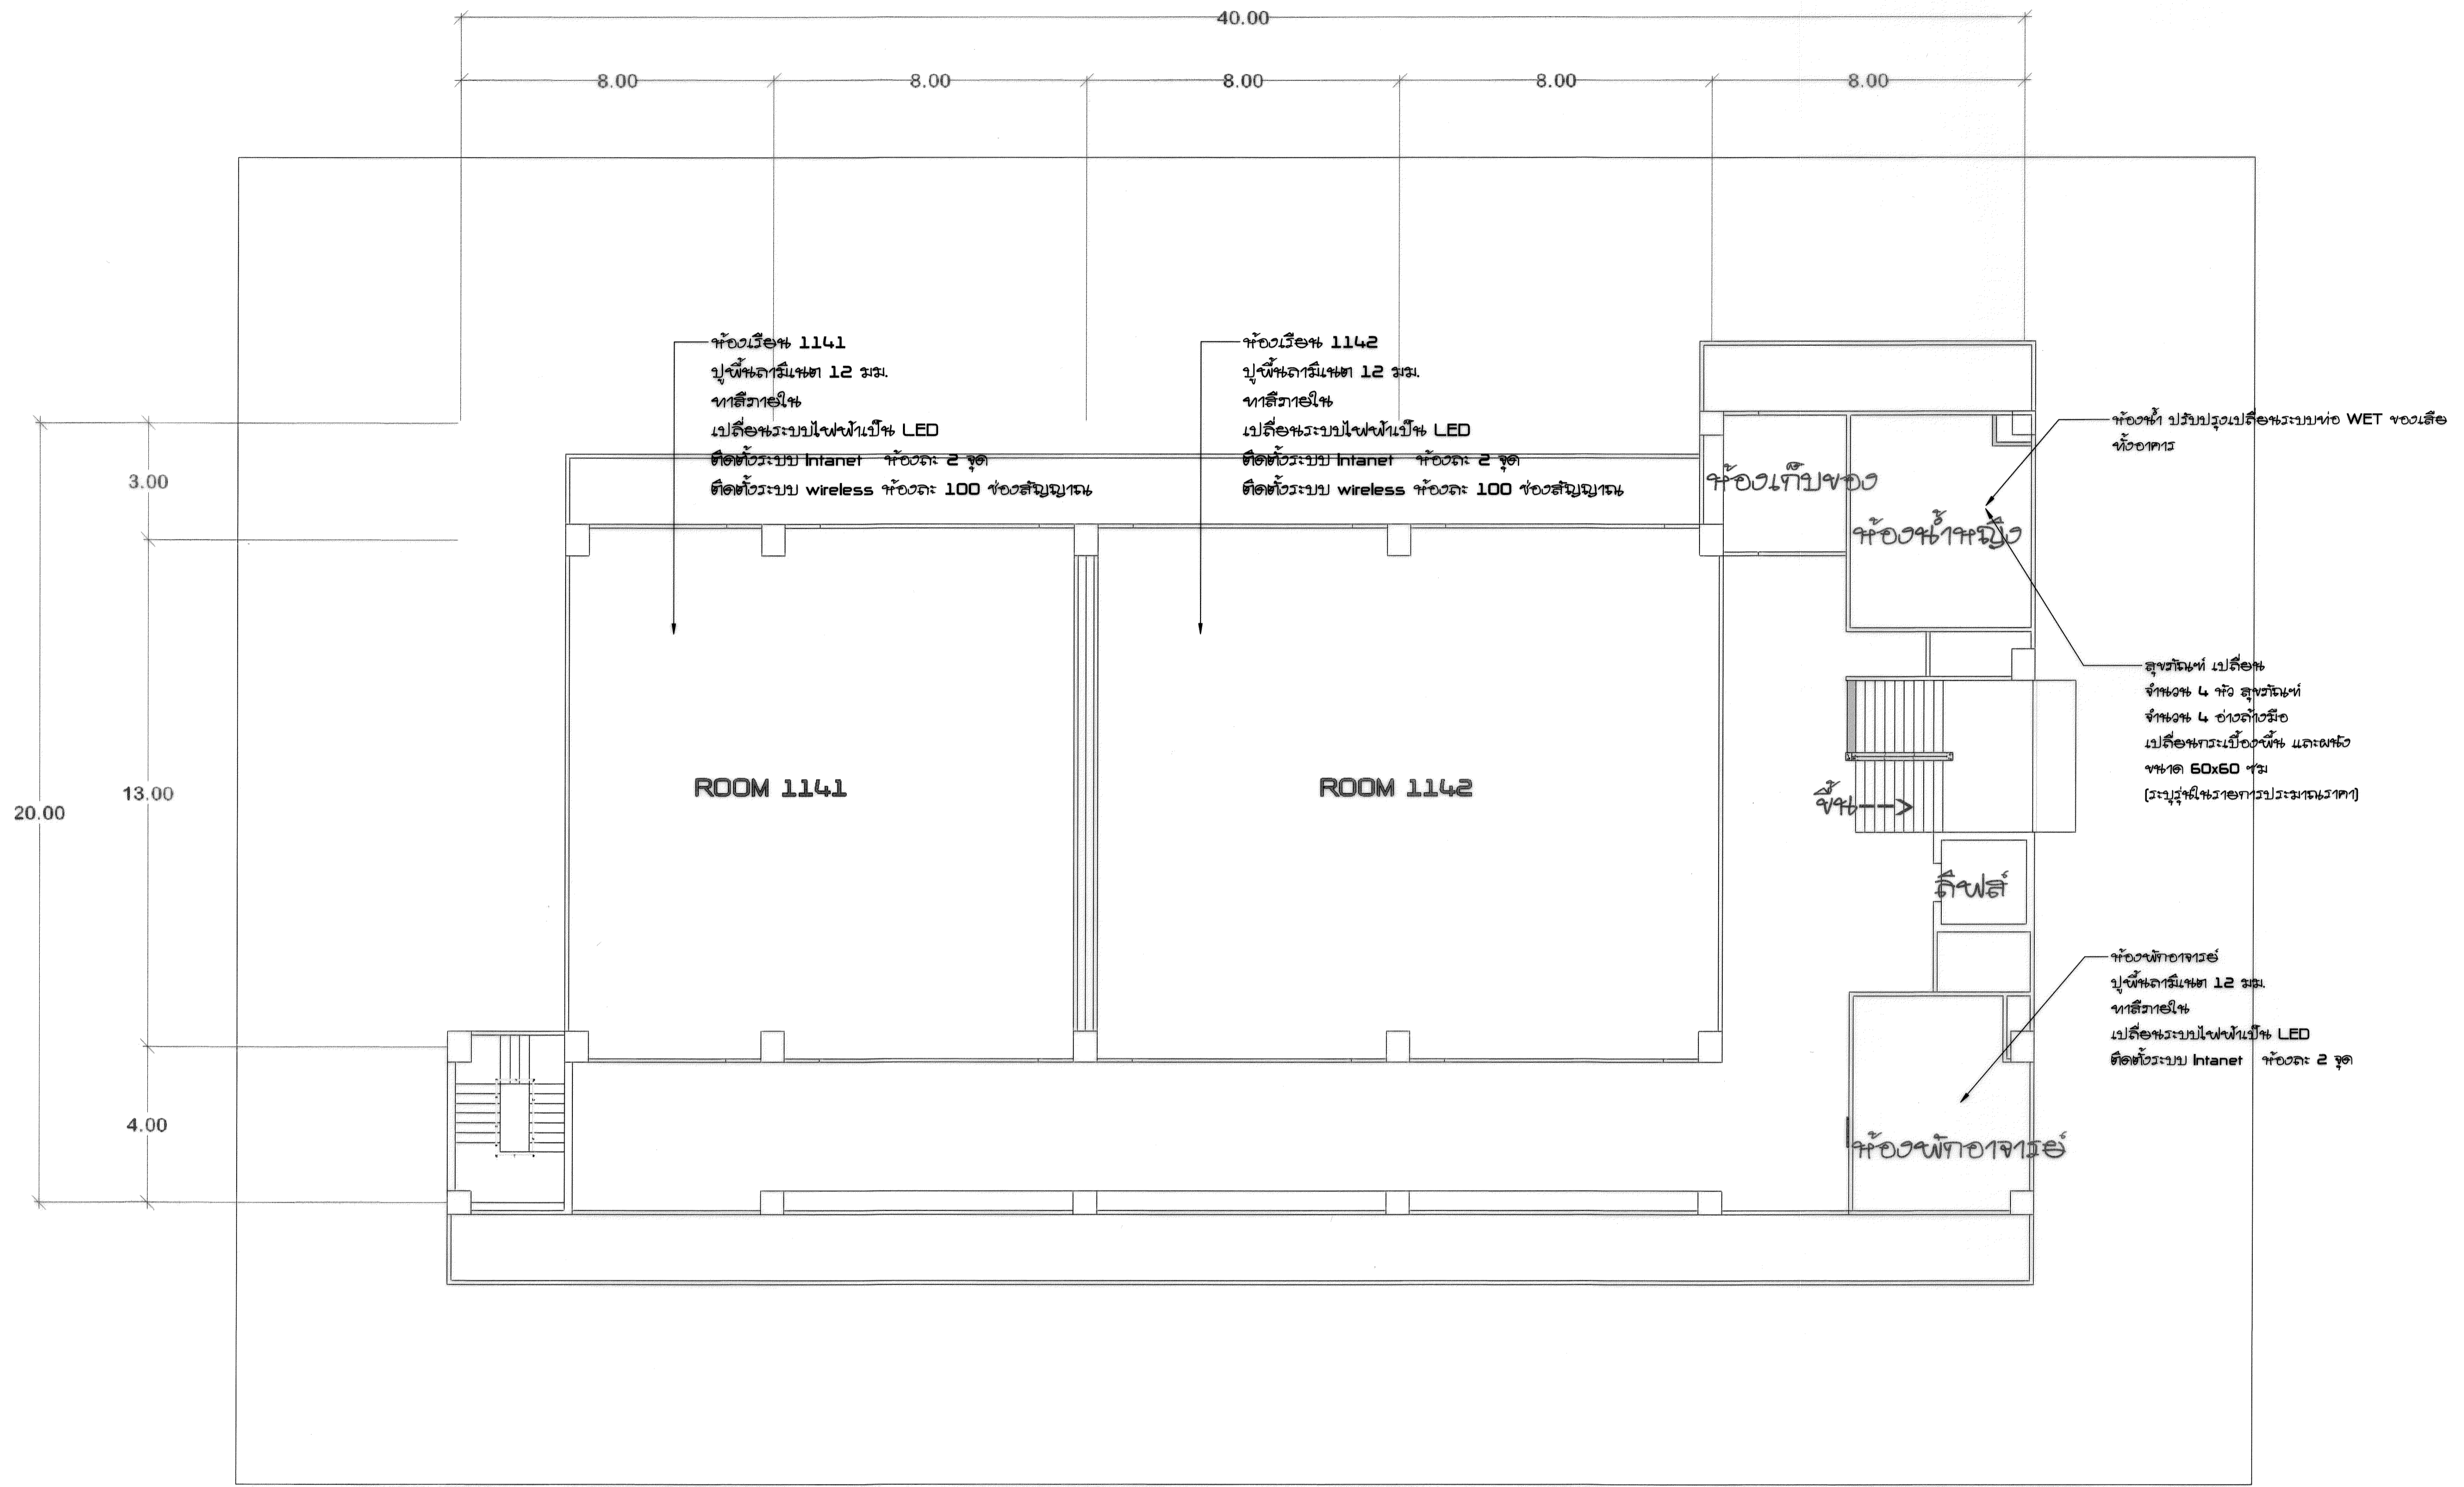 40.00
8.00 8.00 8.00 8.00 8.00
ห้องเรียน 1141
ปูพื้นลามิเนต 12 มม.
ทาสีภายใน
เปลี่ยนระบบไฟฟ้าเป็น LED
ติดตั้งระบบ Intanet ห้องละ 2 จุด
ติดตั้งระบบ wireless ห้องละ 100 ช่องสัญญาณ
ห้องเรียน 1142
ปูพื้นลามิเนต 12 มม.
ทาสีภายใน
เปลี่ยนระบบไฟฟ้าเป็น LED
ติดตั้งระบบ Intanet ห้องละ 2 จุด
ติดตั้งระบบ wireless ห้องละ 100 ช่องสัญญาณ
ห้องน้ำ ปรับปรุงเปลี่ยนระบบท่อ WET ของเสีย
ทั้งอาคาร
ห้องเก็บของ
ห้องน้ำหญิง
3.00
13.00
20.00
4.00
ROOM 1141
ROOM 1142
สุขภัณฑ์ เปลี่ยน
จำนวน 4 หัว สุขภัณฑ์
จำนวน 4 อ่างล้างมือ
เปลี่ยนกระเบื้องพื้น และผนัง
ขนาด 60x60 ซม
(ระบุรุ่นในรายการประมาณราคา)
ขึ้น
ลิฟส์
ห้องพักอาจารย์
ปูพื้นลามิเนต 12 มม.
ทาสีภายใน
เปลี่ยนระบบไฟฟ้าเป็น LED
ติดตั้งระบบ Intanet ห้องละ 2 จุด
ห้องพักอาจารย์